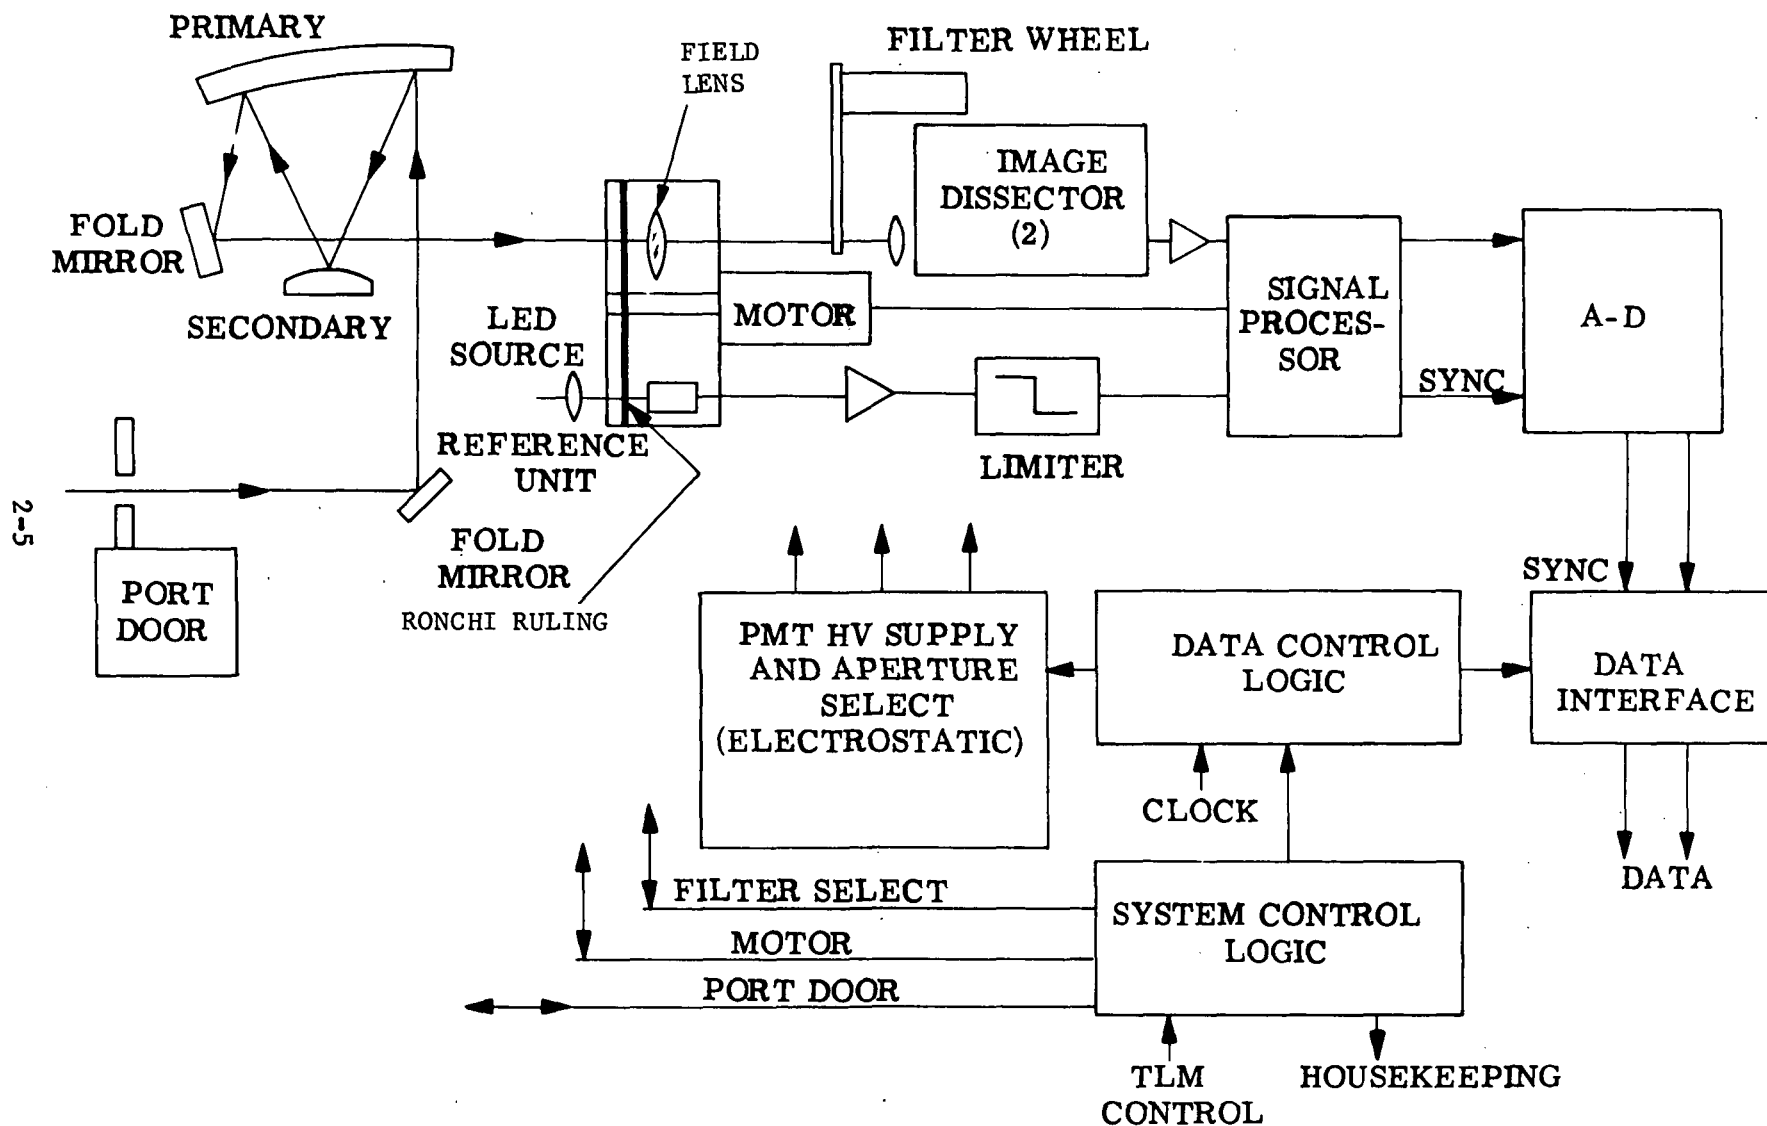 PRIMARY
FIELD
LENS
FILTER WHEEL
IMAGE
DISSECTOR
(2)
FOLD
MIRROR
SECONDARY
LED
SOURCE
MOTOR
SIGNAL
PROCES-
SOR
A-D
SYNC
REFERENCE
UNIT
LIMITER
2-5
FOLD
MIRROR
RONCHI RULING
PORT
DOOR
SYNC
PMT HV SUPPLY
AND APERTURE
SELECT
(ELECTROSTATIC)
DATA CONTROL
LOGIC
DATA
INTERFACE
CLOCK
DATA
FILTER SELECT
MOTOR
PORT DOOR
SYSTEM CONTROL
LOGIC
TLM
CONTROL
HOUSEKEEPING